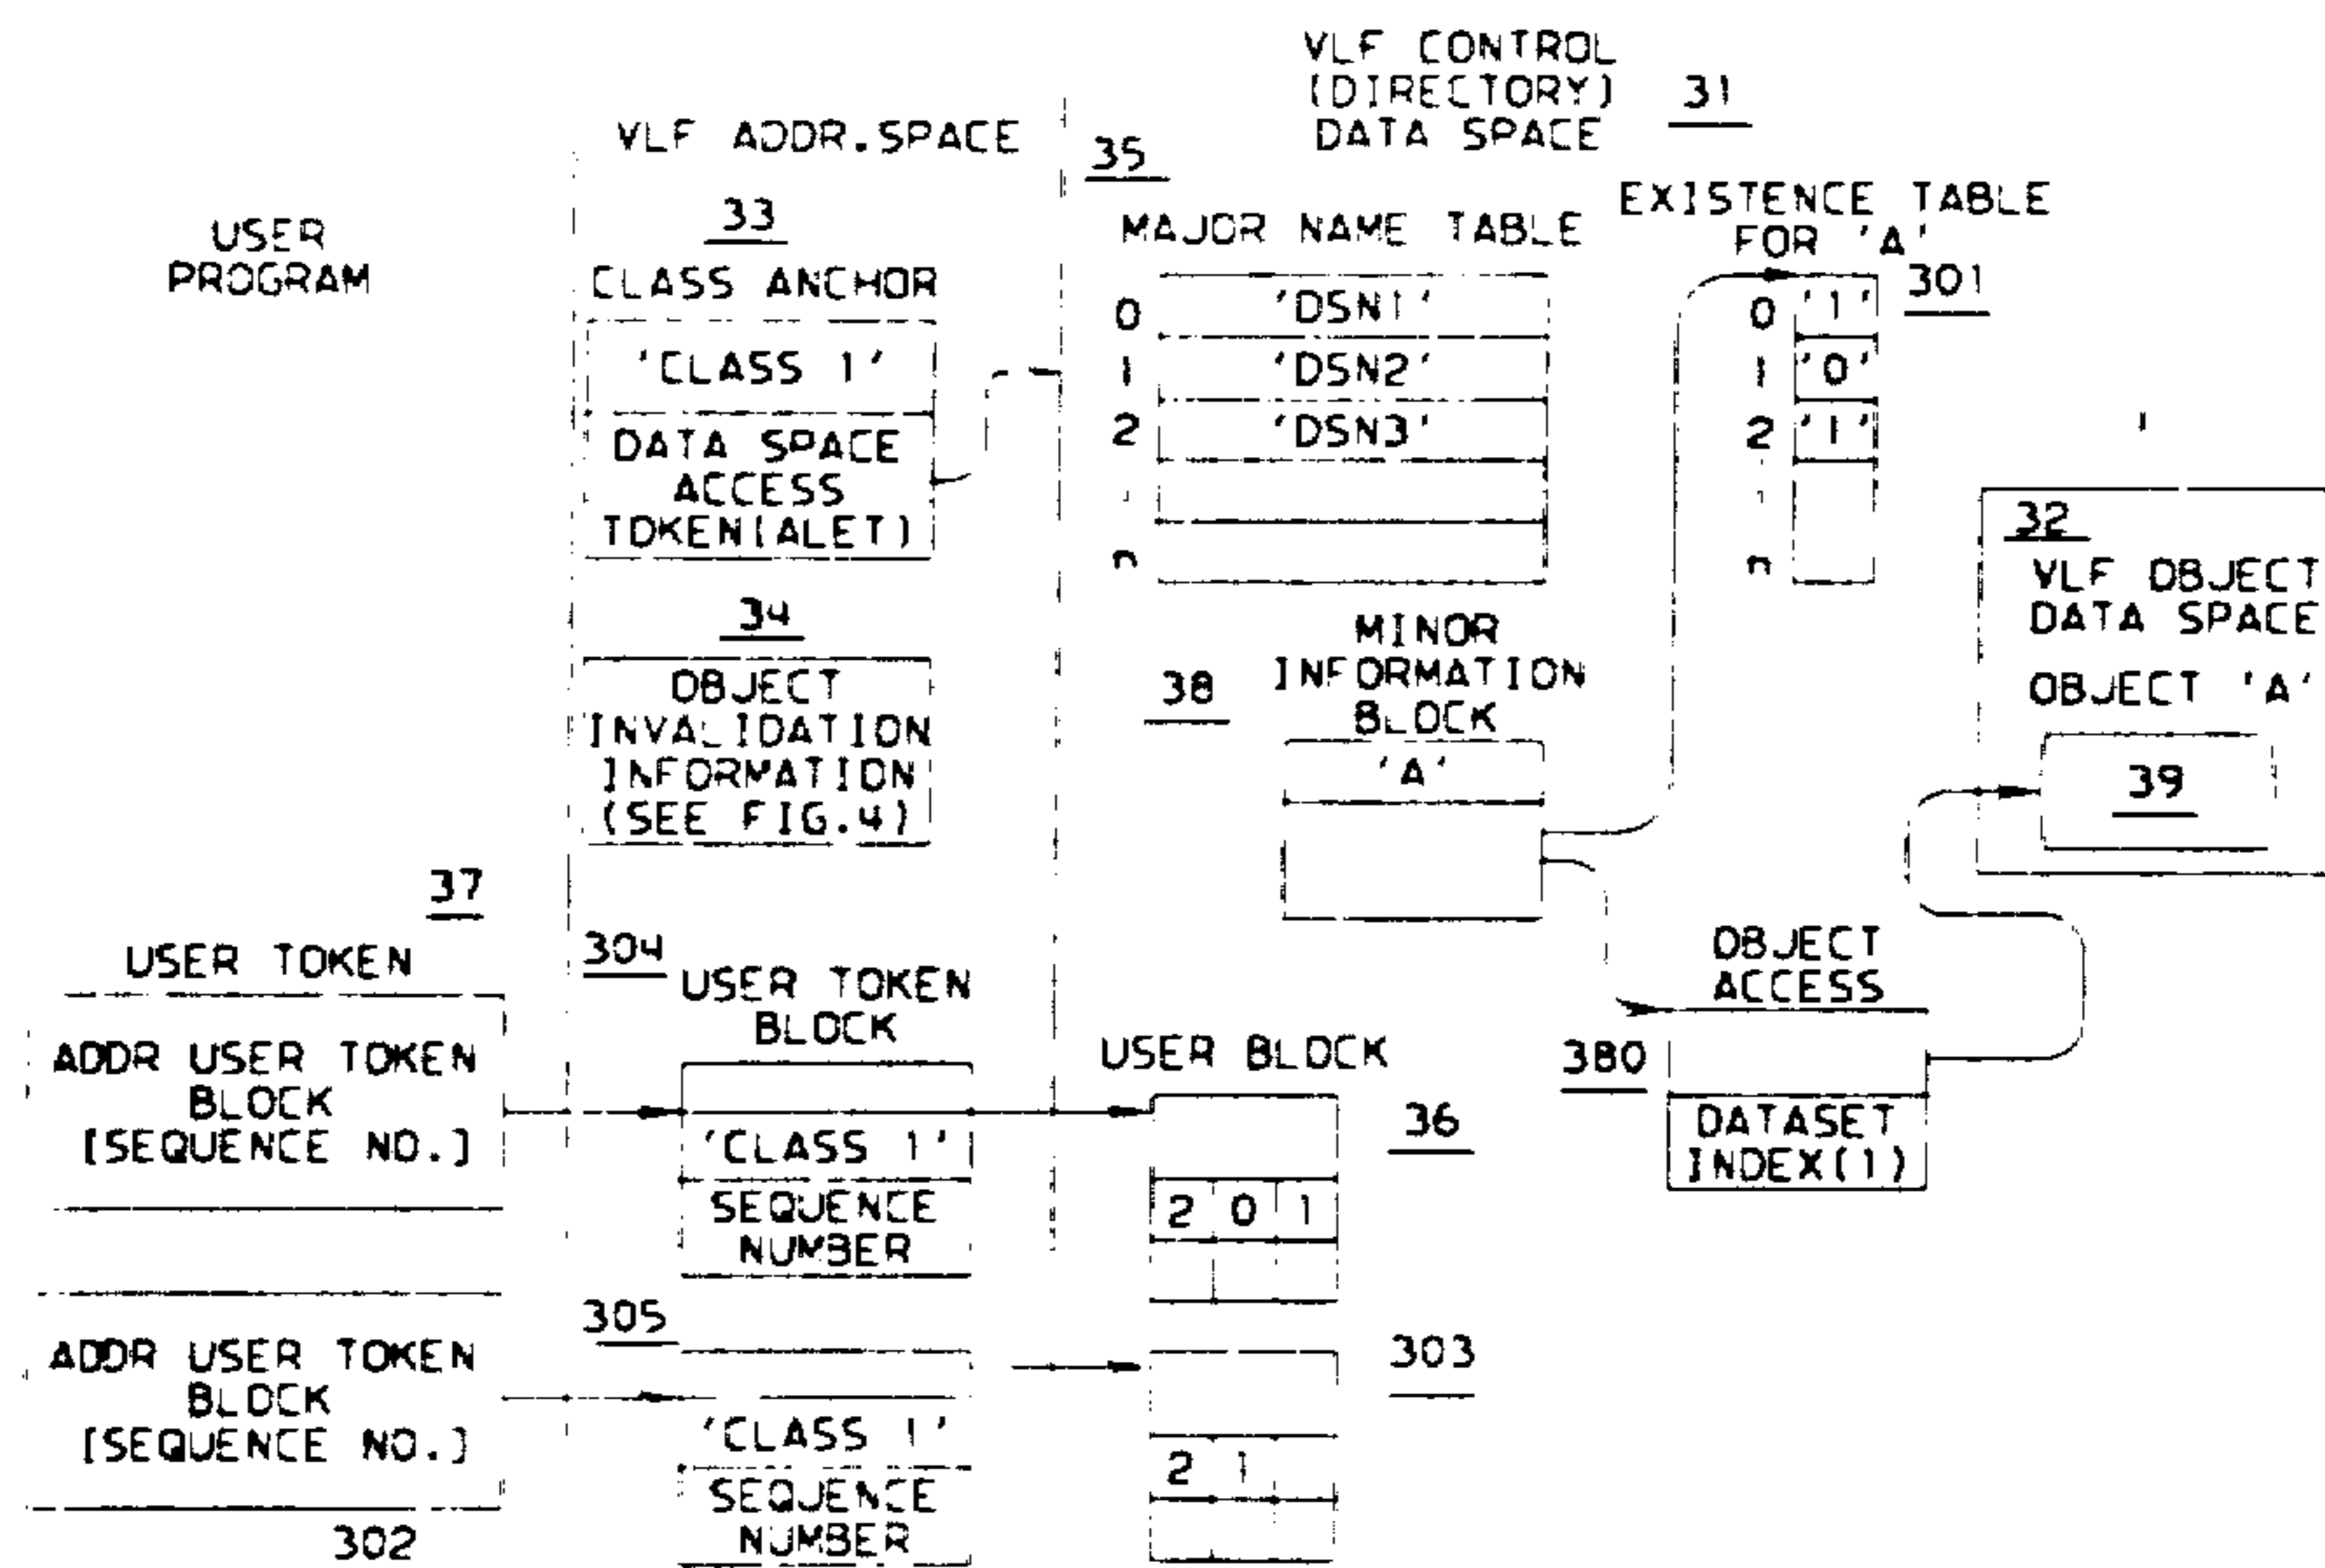 VLF CONTROL
(DIRECTORY)
DATA SPACE
31
VLF ADDR.SPACE
35
USER
PROGRAM
33
CLASS ANCHOR
'CLASS 1'
DATA SPACE
ACCESS
TOKEN(ALET)
MAJOR NAME TABLE
0 'DSN1'
1 'DSN2'
2 'DSN3'
n
EXISTENCE TABLE
FOR 'A'
301
0 '1'
1 '0'
2 '1'
n
32
VLF OBJECT
DATA SPACE
OBJECT 'A'
39
34
OBJECT
INVALIDATION
INFORMATION
(SEE FIG.4)
38
MINOR
INFORMATION
BLOCK
'A'
37
USER TOKEN
ADDR USER TOKEN
BLOCK
[SEQUENCE NO.]
304
USER TOKEN
BLOCK
'CLASS 1'
SEQUENCE
NUMBER
USER BLOCK
36
2 0 1
OBJECT
ACCESS
380
DATASET
INDEX(1)
ADDR USER TOKEN
BLOCK
[SEQUENCE NO.]
302
305
'CLASS 1'
SEQUENCE
NUMBER
303
2 1